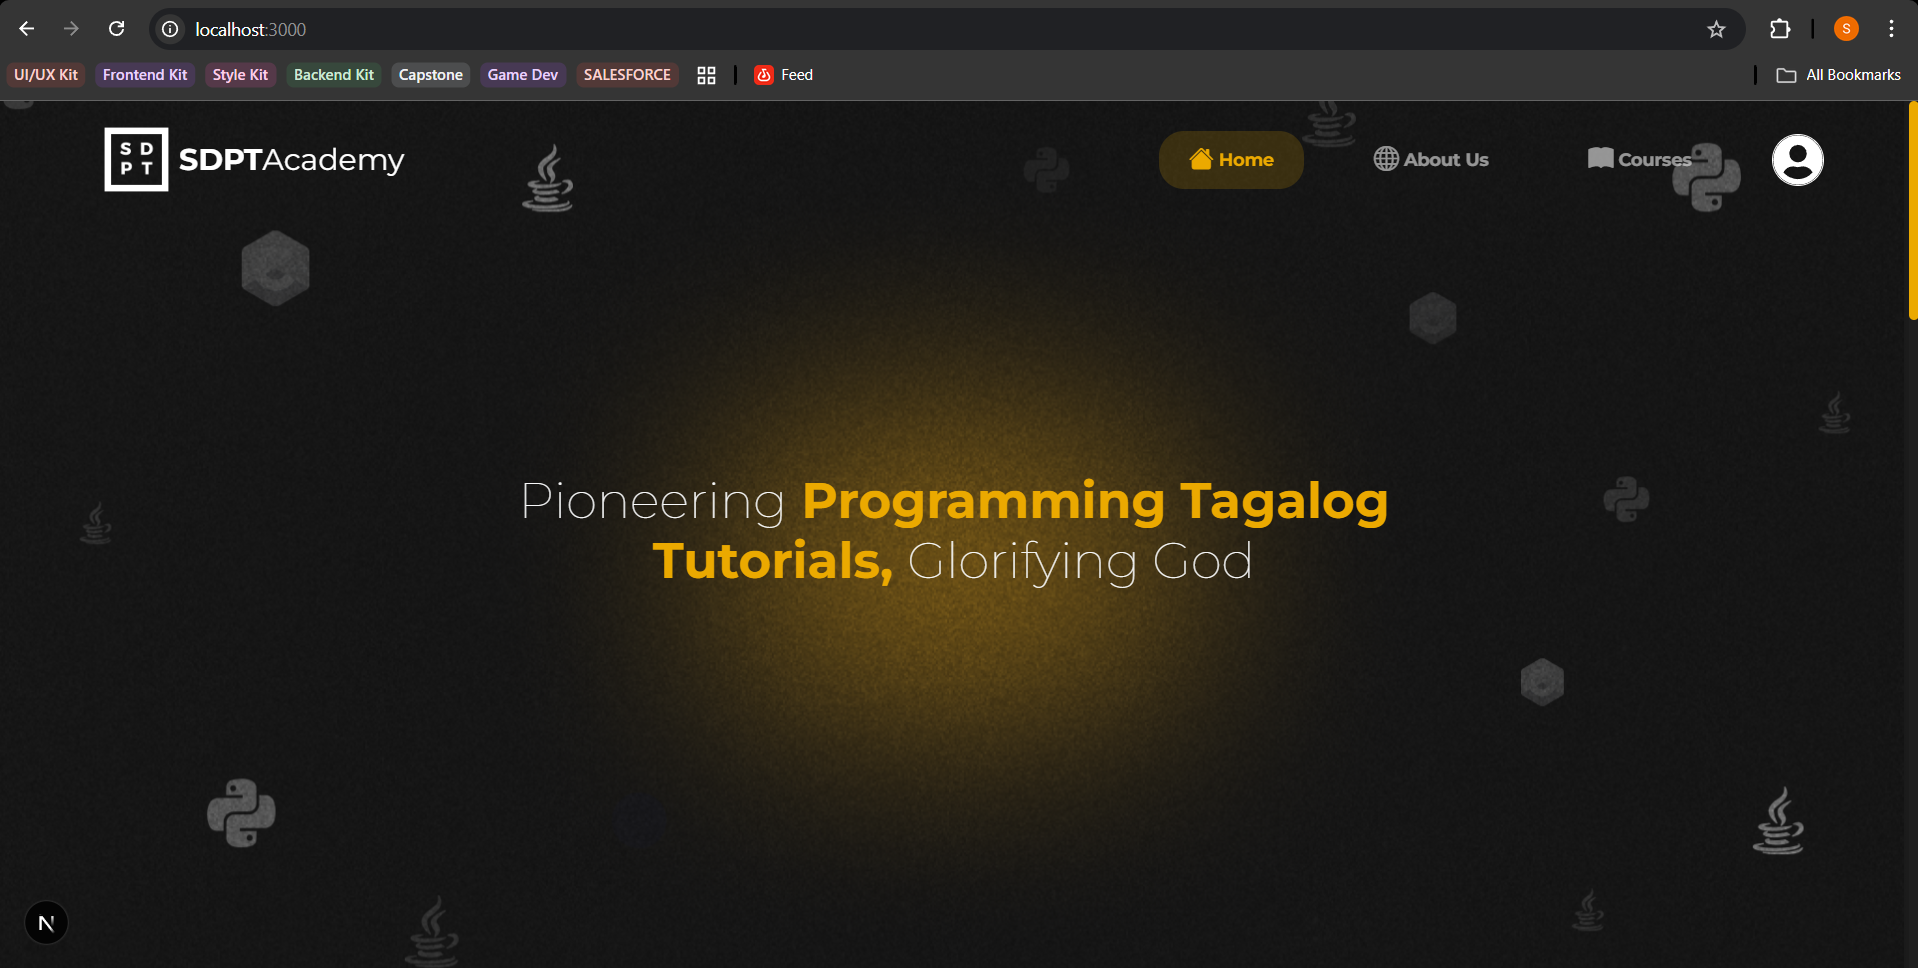 localhost:3000
S
UI/UX Kit
Frontend Kit
Style Kit
Backend Kit
Capstone
Game Dev
SALESFORCE
Feed
All Bookmarks
S D
P T
SDPTAcademy
Home
About Us
Courses
Pioneering Programming Tagalog
Tutorials, Glorifying God
N